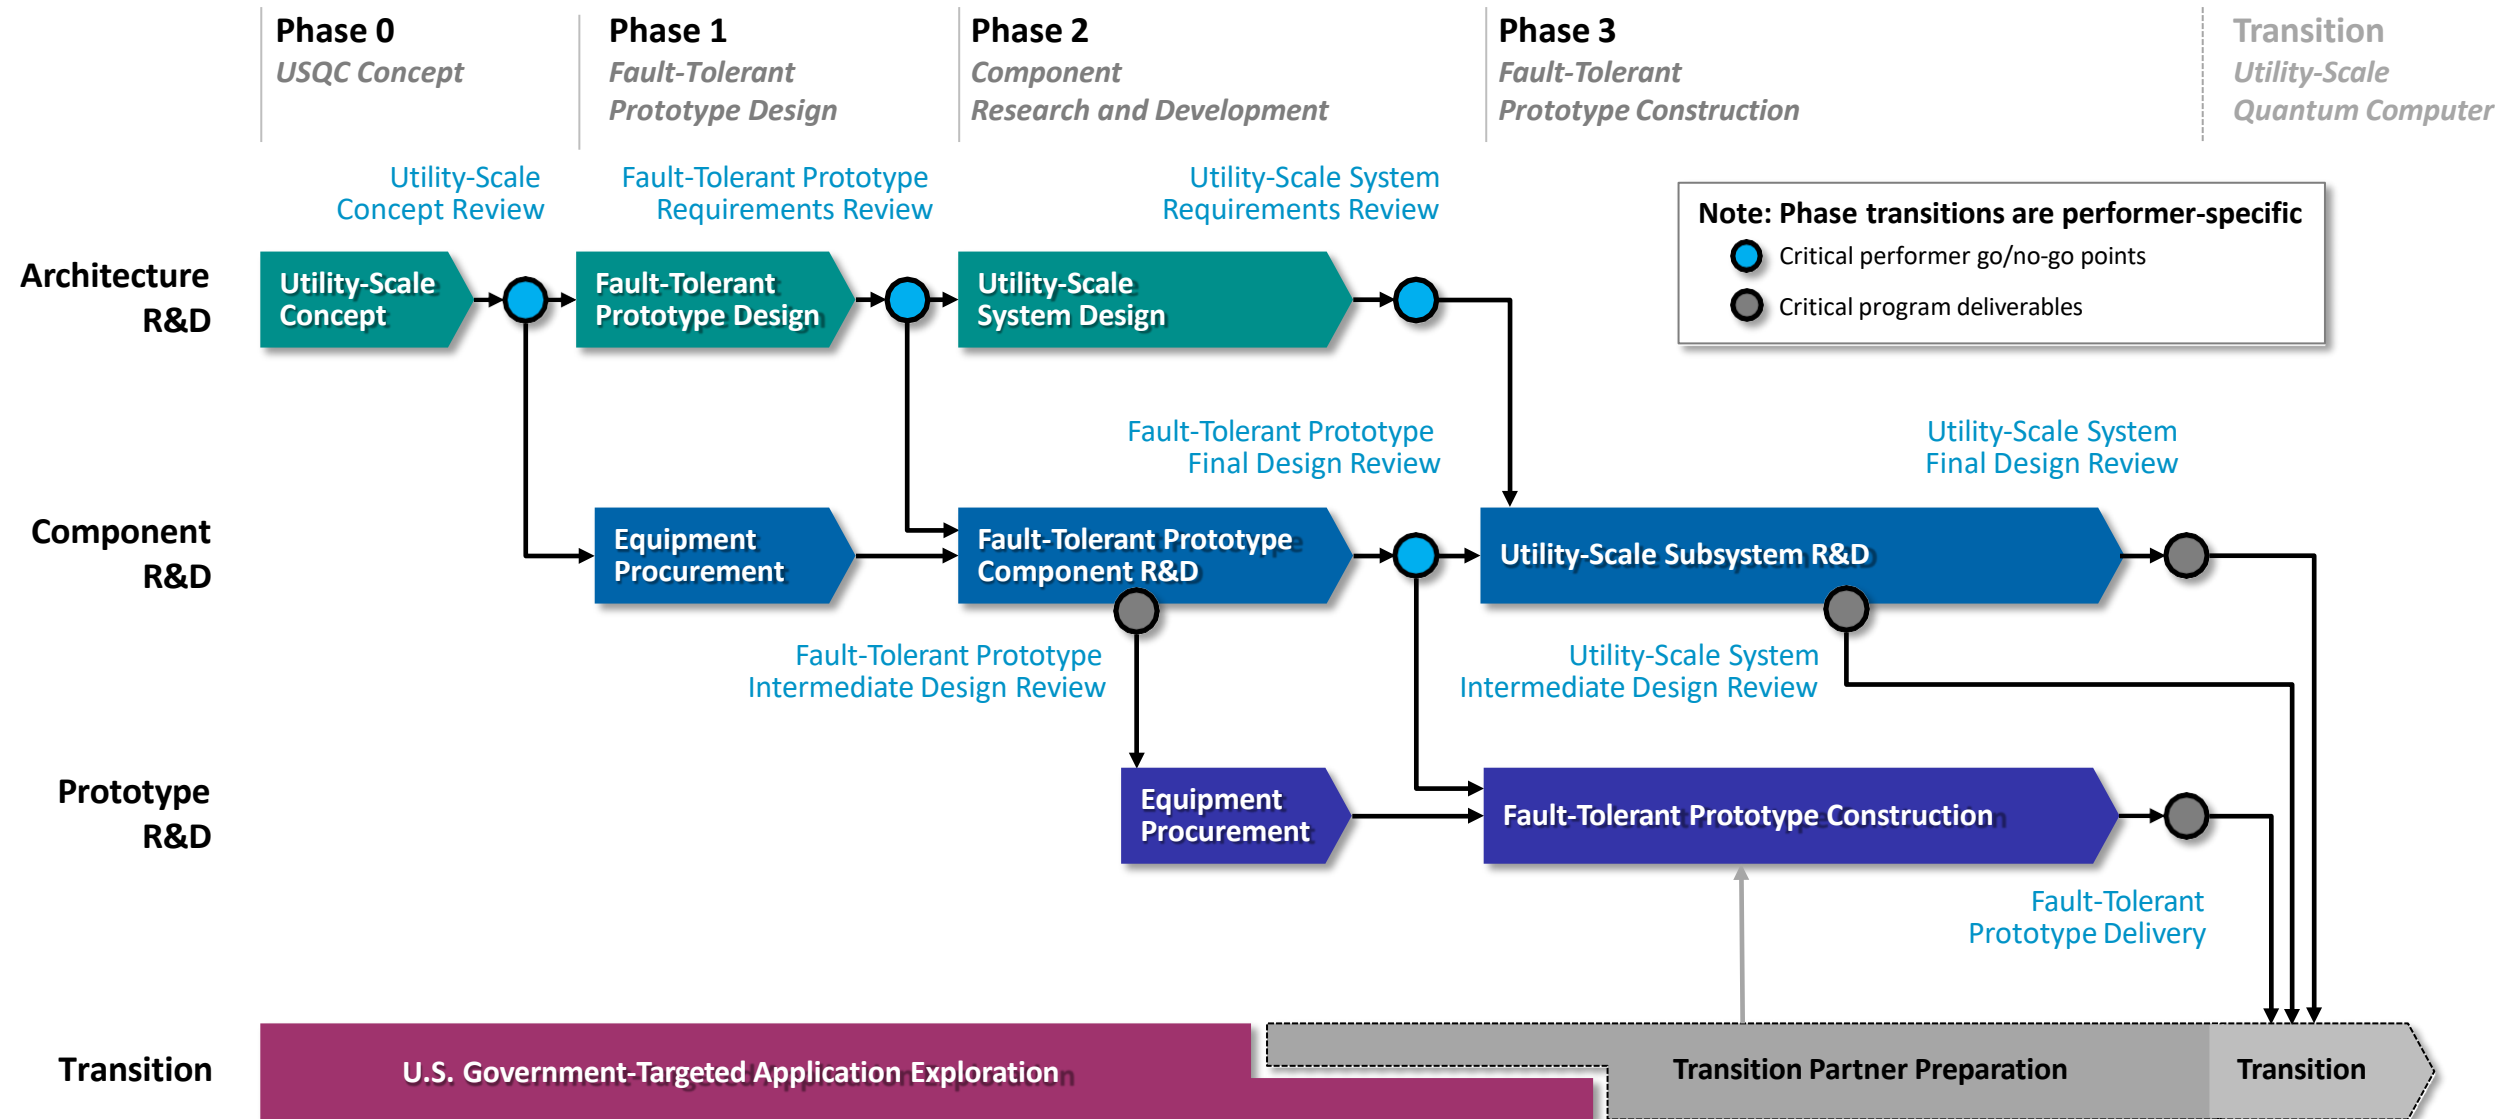 Phase 0
USQC Concept
Phase 1
Fault-Tolerant
Prototype Design
Phase 2
Component
Research and Development
Phase 3
Fault-Tolerant
Prototype Construction
Transition
Utility-Scale
Quantum Computer
Utility-Scale
Concept Review
Fault-Tolerant Prototype
Requirements Review
Utility-Scale System
Requirements Review
Note: Phase transitions are performer-specific
Critical performer go/no-go points
Critical program deliverables
Architecture
R&D
Utility-Scale
Concept
Fault-Tolerant
Prototype Design
Utility-Scale
System Design
Fault-Tolerant Prototype
Final Design Review
Utility-Scale System
Final Design Review
Component
R&D
Equipment
Procurement
Fault-Tolerant Prototype
Component R&D
Utility-Scale Subsystem R&D
Fault-Tolerant Prototype
Intermediate Design Review
Utility-Scale System
Intermediate Design Review
Prototype
R&D
Equipment
Procurement
Fault-Tolerant Prototype Construction
Fault-Tolerant
Prototype Delivery
Transition
U.S. Government-Targeted Application Exploration
Transition Partner Preparation
Transition